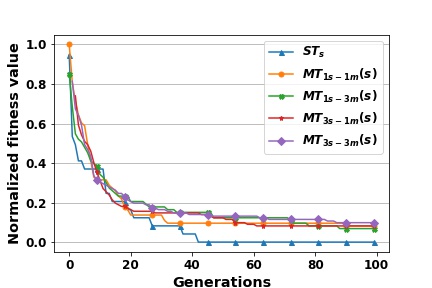 Normalized fitness value
1.0
0.8
0.6
0.4
0.2
0.0
0
20
40
60
80
100
Generations
STs
MT1s−1m(s)
MT1s−3m(s)
MT3s−1m(s)
MT3s−3m(s)